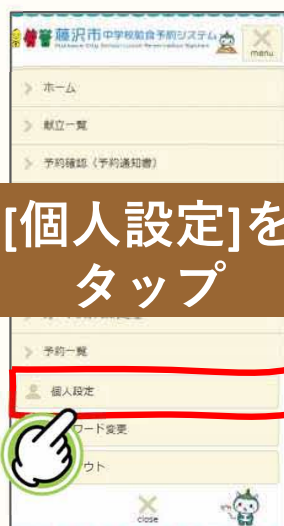 藤沢市中学校給食予約システム
menu
ホーム
献立一覧
予約確認（予約通知書）
[個人設定]を
タップ
予約一覧
個人設定
ワード変更
ウト
close